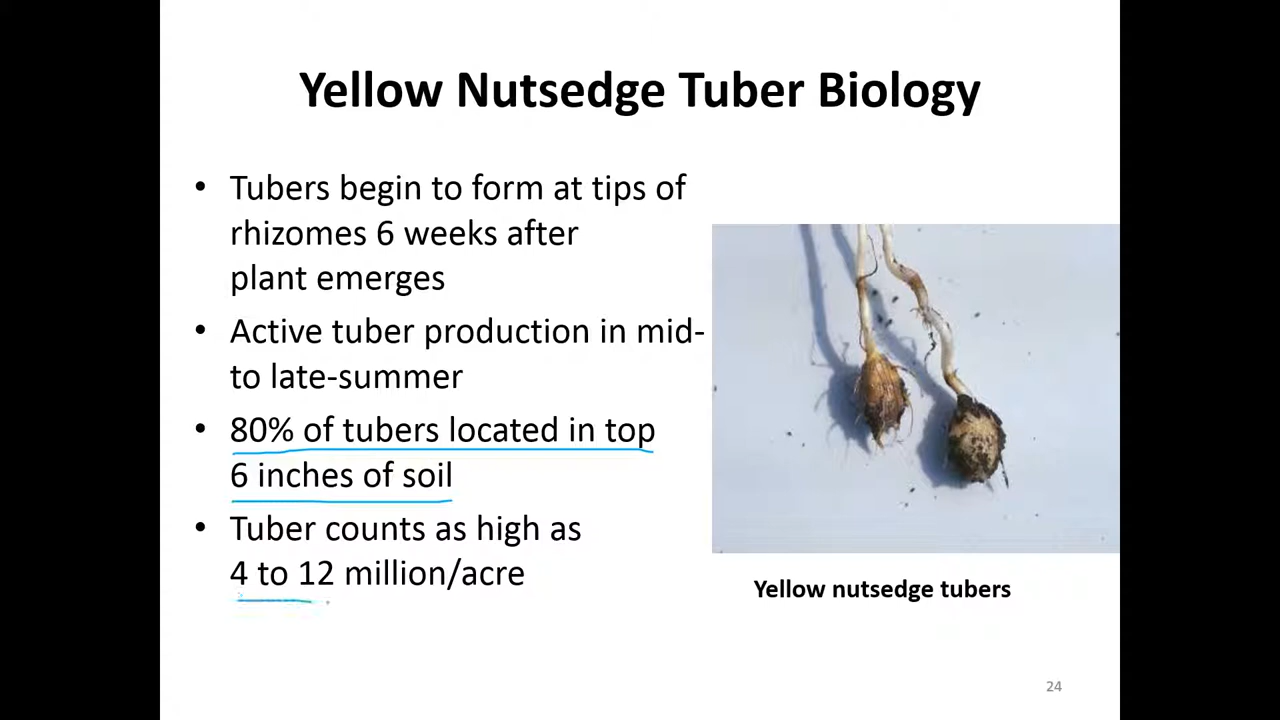 Yellow Nutsedge Tuber Biology
• Tubers begin to form at tips of
rhizomes 6 weeks after
plant emerges
• Active tuber production in mid-
to late-summer
• 80% of tubers located in top
6 inches of soil
• Tuber counts as high as
4 to 12 million/acre
Yellow nutsedge tubers
24